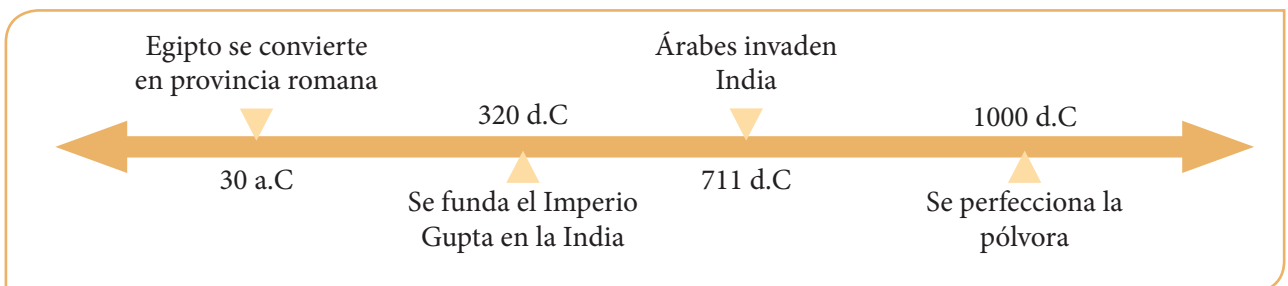 Egipto se convierte
en provincia romana
30 a.C
320 d.C
Se funda el Imperio
Gupta en la India
Árabes invaden
India
711 d.C
1000 d.C
Se perfecciona la
pólvora